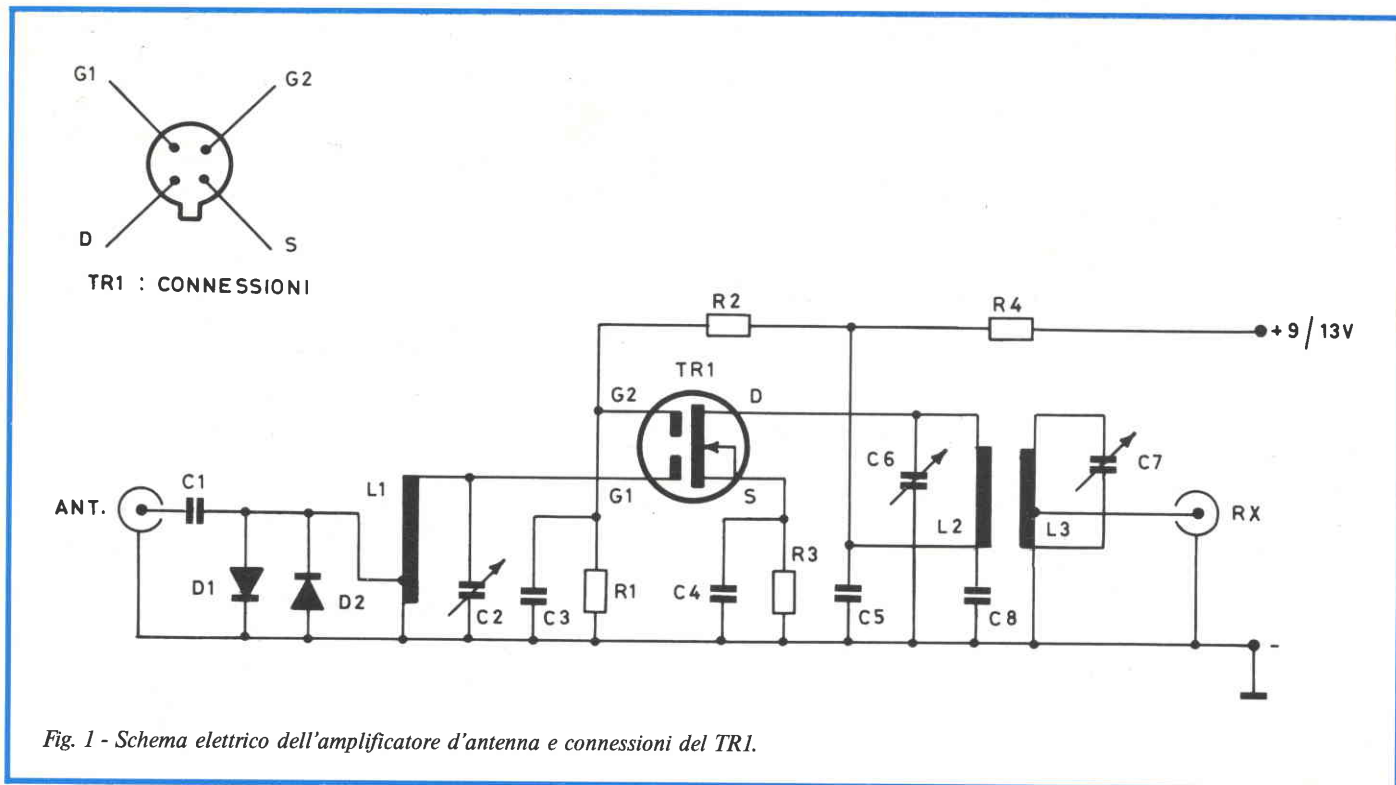 G1
G2
D
S
TR1 : CONNESSIONI
R2
R4
+ 9 / 13V
TR1
G2
D
C6
C7
C1
L1
ANT.
G1
S
L2
L3
RX
D1
D2
C2
C3
R1
C4
R3
C5
C8
-
Fig. 1 - Schema elettrico dell'amplificatore d'antenna e connessioni del TR1.